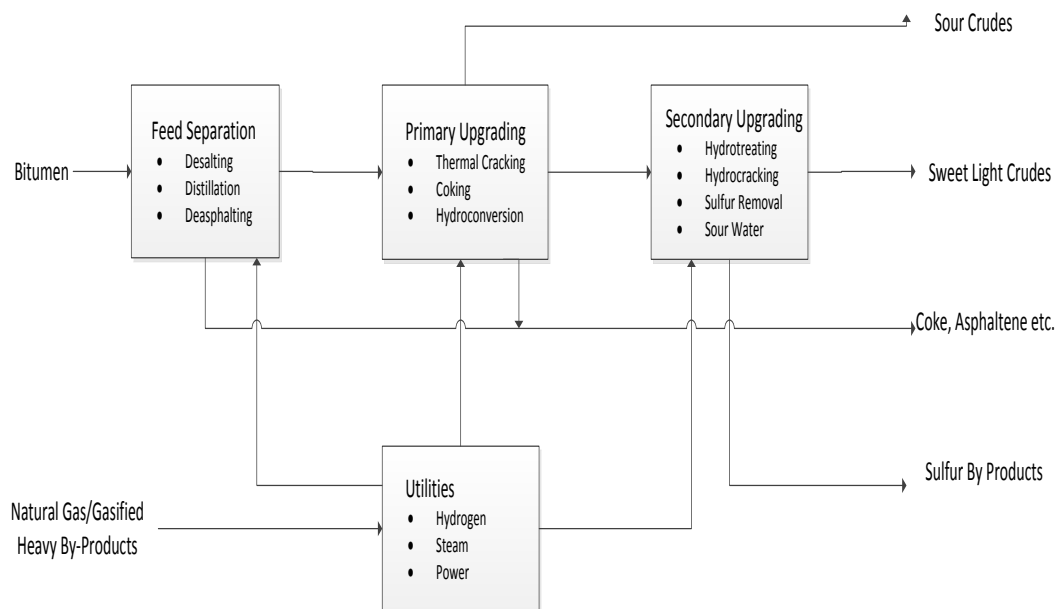 Sour Crudes
Feed Separation
• Desalting
• Distillation
• Deasphalting
Primary Upgrading
• Thermal Cracking
• Coking
• Hydroconversion
Secondary Upgrading
• Hydrotreating
• Hydrocracking
• Sulfur Removal
• Sour Water
Bitumen
Sweet Light Crudes
Coke, Asphaltene etc.
Sulfur By Products
Natural Gas/Gasified
Heavy By-Products
Utilities
• Hydrogen
• Steam
• Power